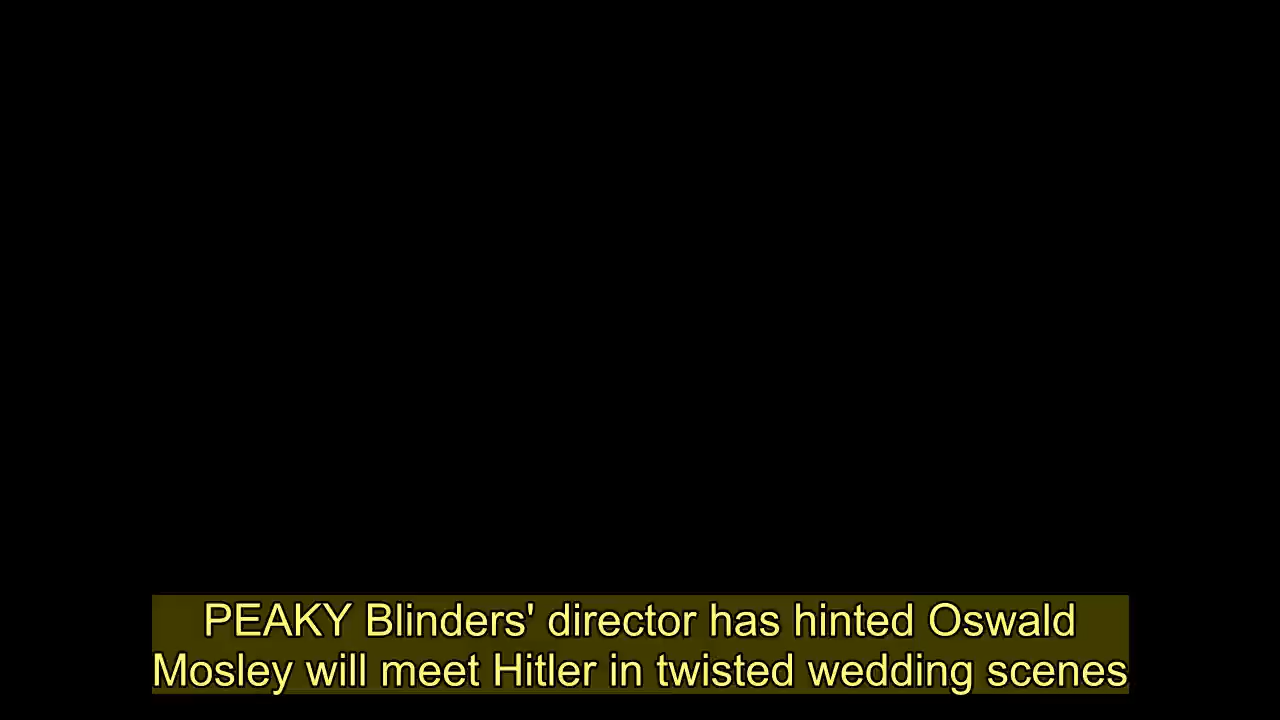 PEAKY Blinders' director has hinted Oswald
Mosley will meet Hitler in twisted wedding scenes